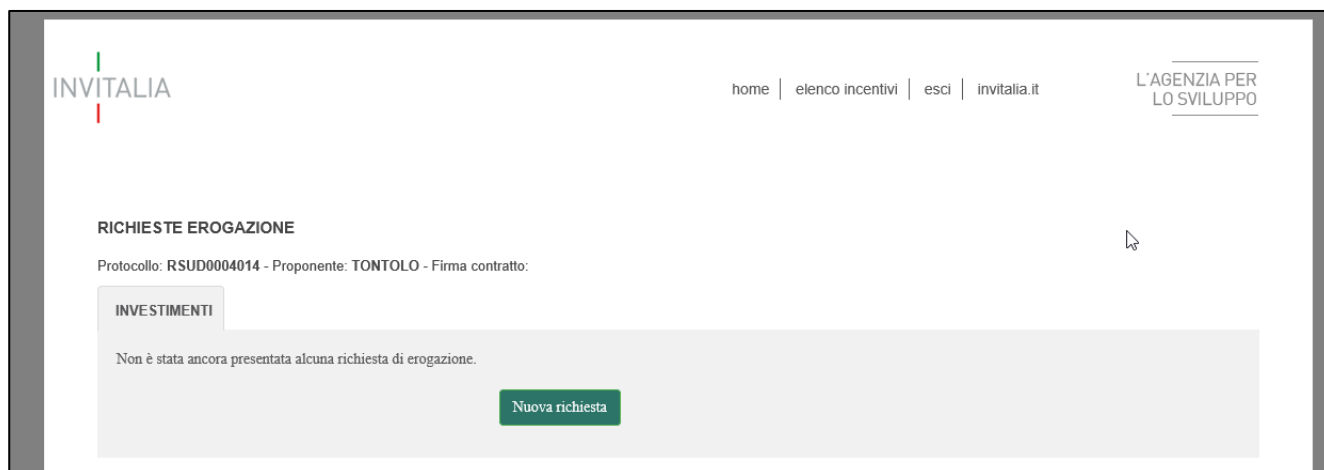 INVITALIA
home | elenco incentivi | esci | invitalia.it
L'AGENZIA PER
LO SVILUPPO
RICHIESTE EROGAZIONE
Protocollo: RSUD0004014 - Proponente: TONTOLO - Firma contratto:
INVESTIMENTI
Non è stata ancora presentata alcuna richiesta di erogazione.
Nuova richiesta